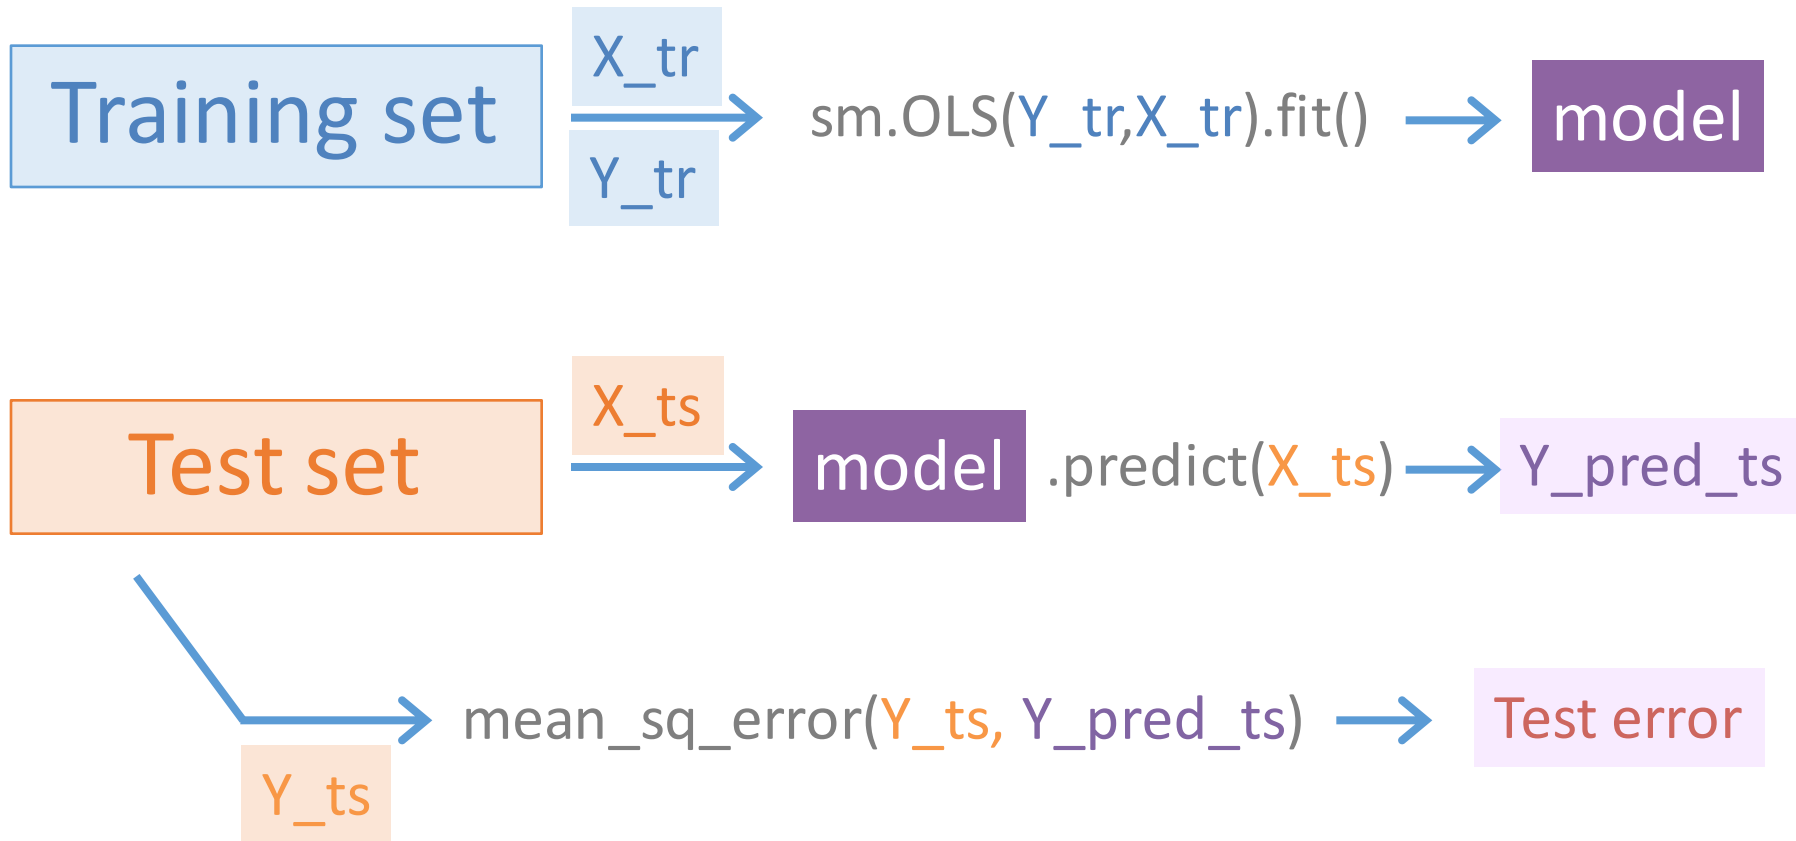 X_tr
Training set
sm.OLS(Y_tr,X_tr).fit()
model
Y_tr
X_ts
Test set
model .predict(X_ts)
Y_pred_ts
mean_sq_error(Y_ts, Y_pred_ts)
Test error
Y_ts